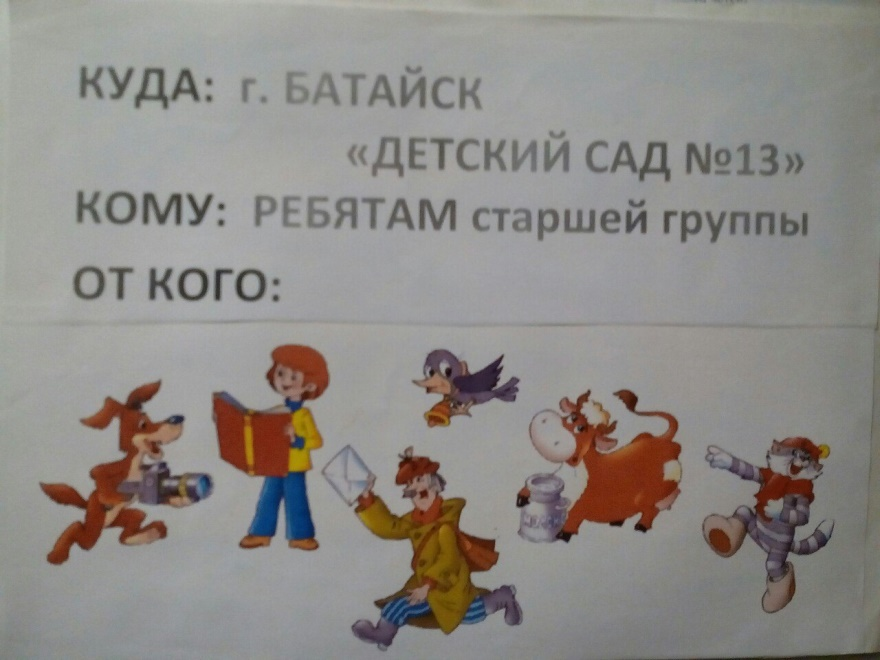 КУДА: г. БАТАЙСК
«ДЕТСКИЙ САД №13»
КОМУ: РЕБЯТАМ старшей группы
ОТ КОГО: